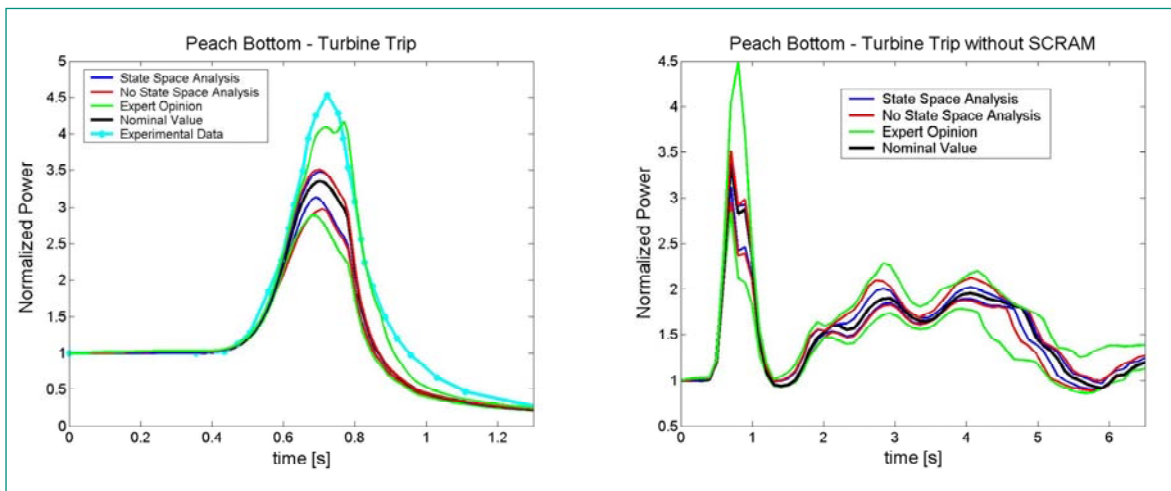 Peach Bottom - Turbine Trip
State Space Analysis
No State Space Analysis
Expert Opinion
Nominal Value
Experimental Data
Normalized Power
5
4.5
4
3.5
3
2.5
2
1.5
1
0.5
0
0 0.2 0.4 0.6 0.8 1 1.2
time [s]
Peach Bottom - Turbine Trip without SCRAM
State Space Analysis
No State Space Analysis
Expert Opinion
Nominal Value
Normalized Power
4.5
4
3.5
3
2.5
2
1.5
1
0.5
0 1 2 3 4 5 6
time [s]